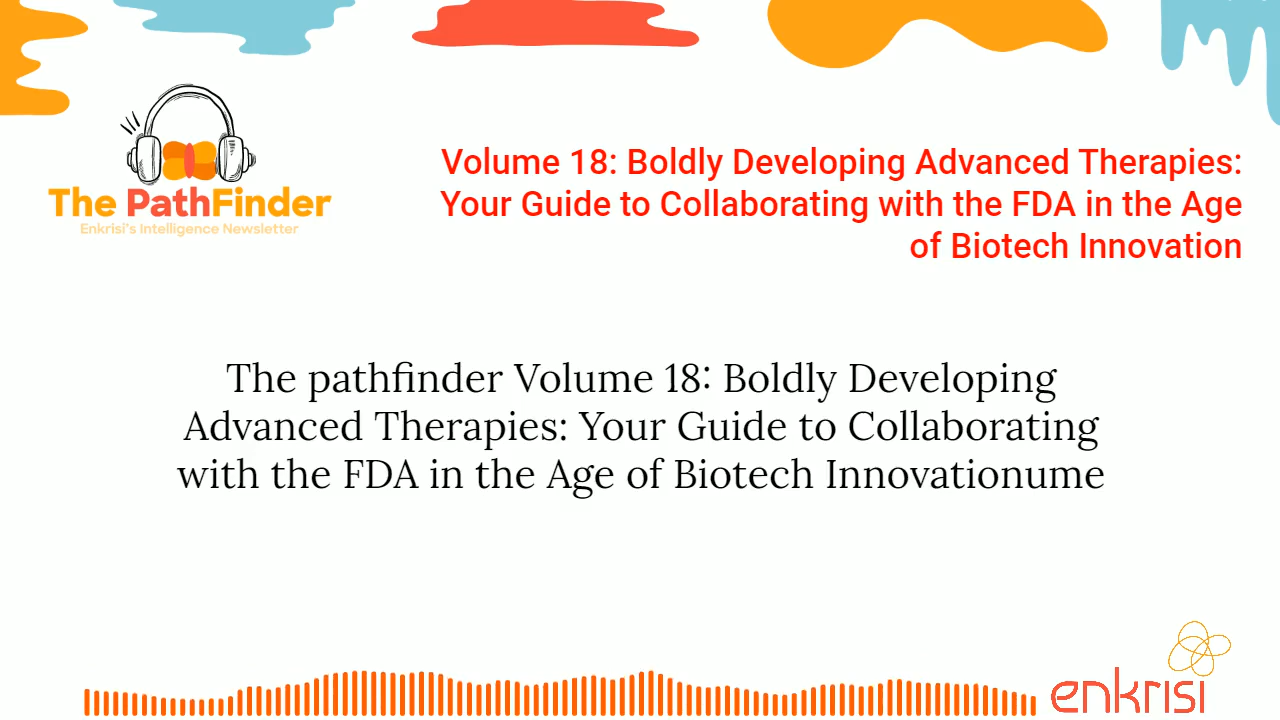 The PathFinder
Enkrisi's Intelligence Newsletter
Volume 18: Boldly Developing Advanced Therapies:
Your Guide to Collaborating with the FDA in the Age
of Biotech Innovation
The pathfinder Volume 18: Boldly Developing
Advanced Therapies: Your Guide to Collaborating
with the FDA in the Age of Biotech Innovationume
enkrisi